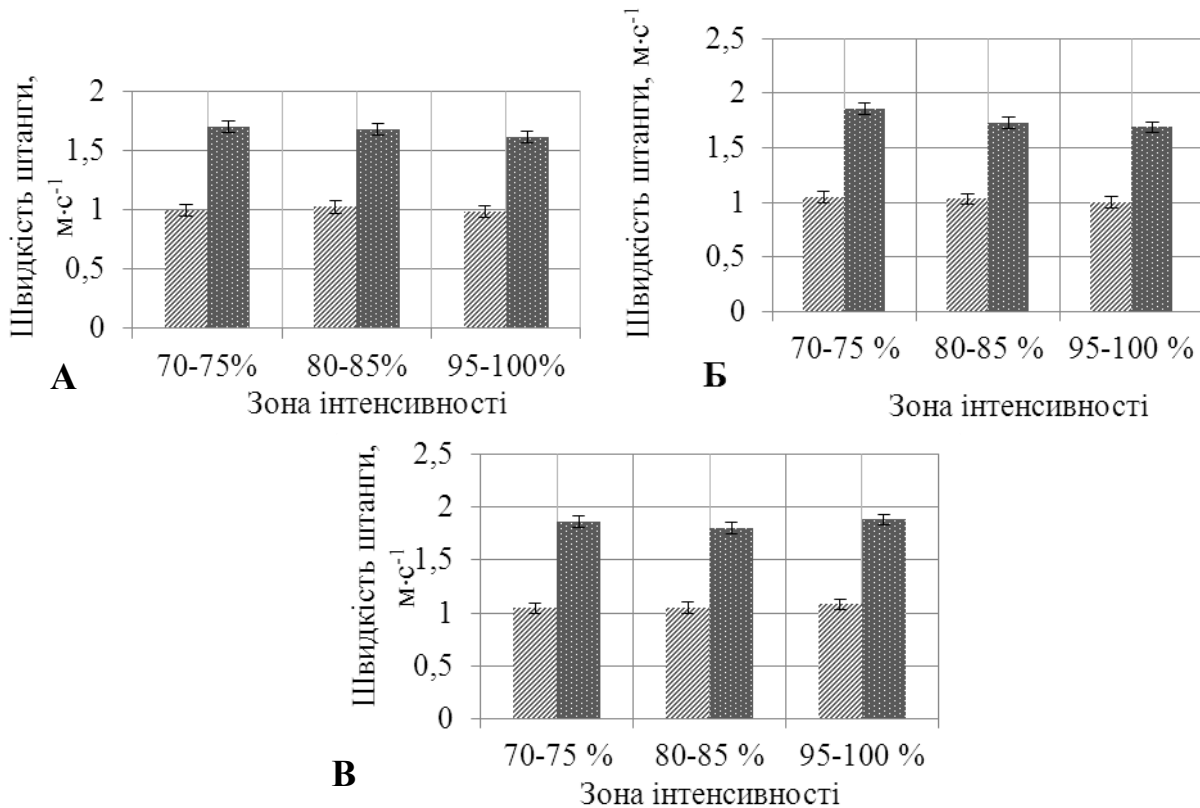 Швидкість штанги,
м·с⁻¹
2
1,5
1
0,5
0
70-75%
80-85%
95-100%
Зона інтенсивності
А
Швидкість штанги, м·с⁻¹
2,5
2
1,5
1
0,5
0
70-75 %
80-85 %
95-100 %
Зона інтенсивності
Б
Швидкість штанги,
м·с⁻¹
2,5
2
1,5
1
0,5
0
70-75 %
80-85 %
95-100 %
Зона інтенсивності
В